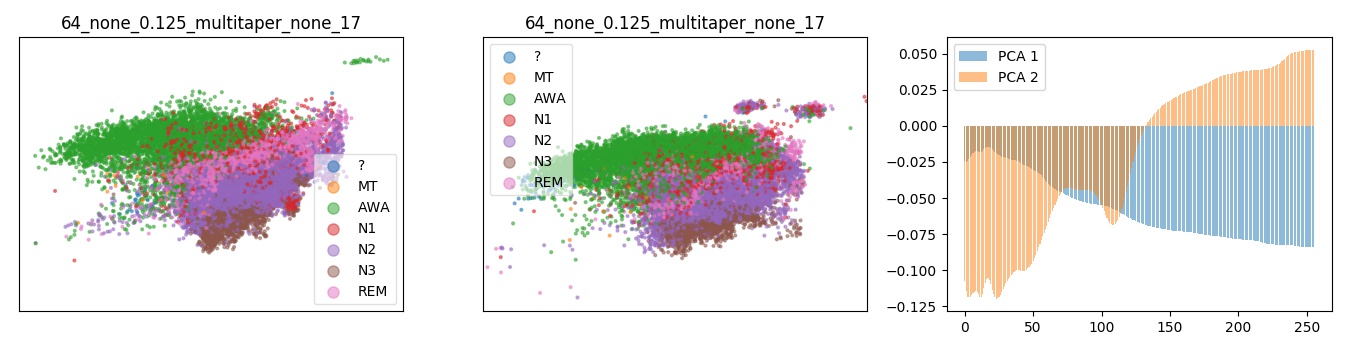 64_none_0.125_multitaper_none_17
?
MT
AWA
N1
N2
N3
REM
64_none_0.125_multitaper_none_17
?
MT
AWA
N1
N2
N3
REM
PCA 1
PCA 2
0.050
0.025
0.000
−0.025
−0.050
−0.075
−0.100
−0.125
0 50 100 150 200 250